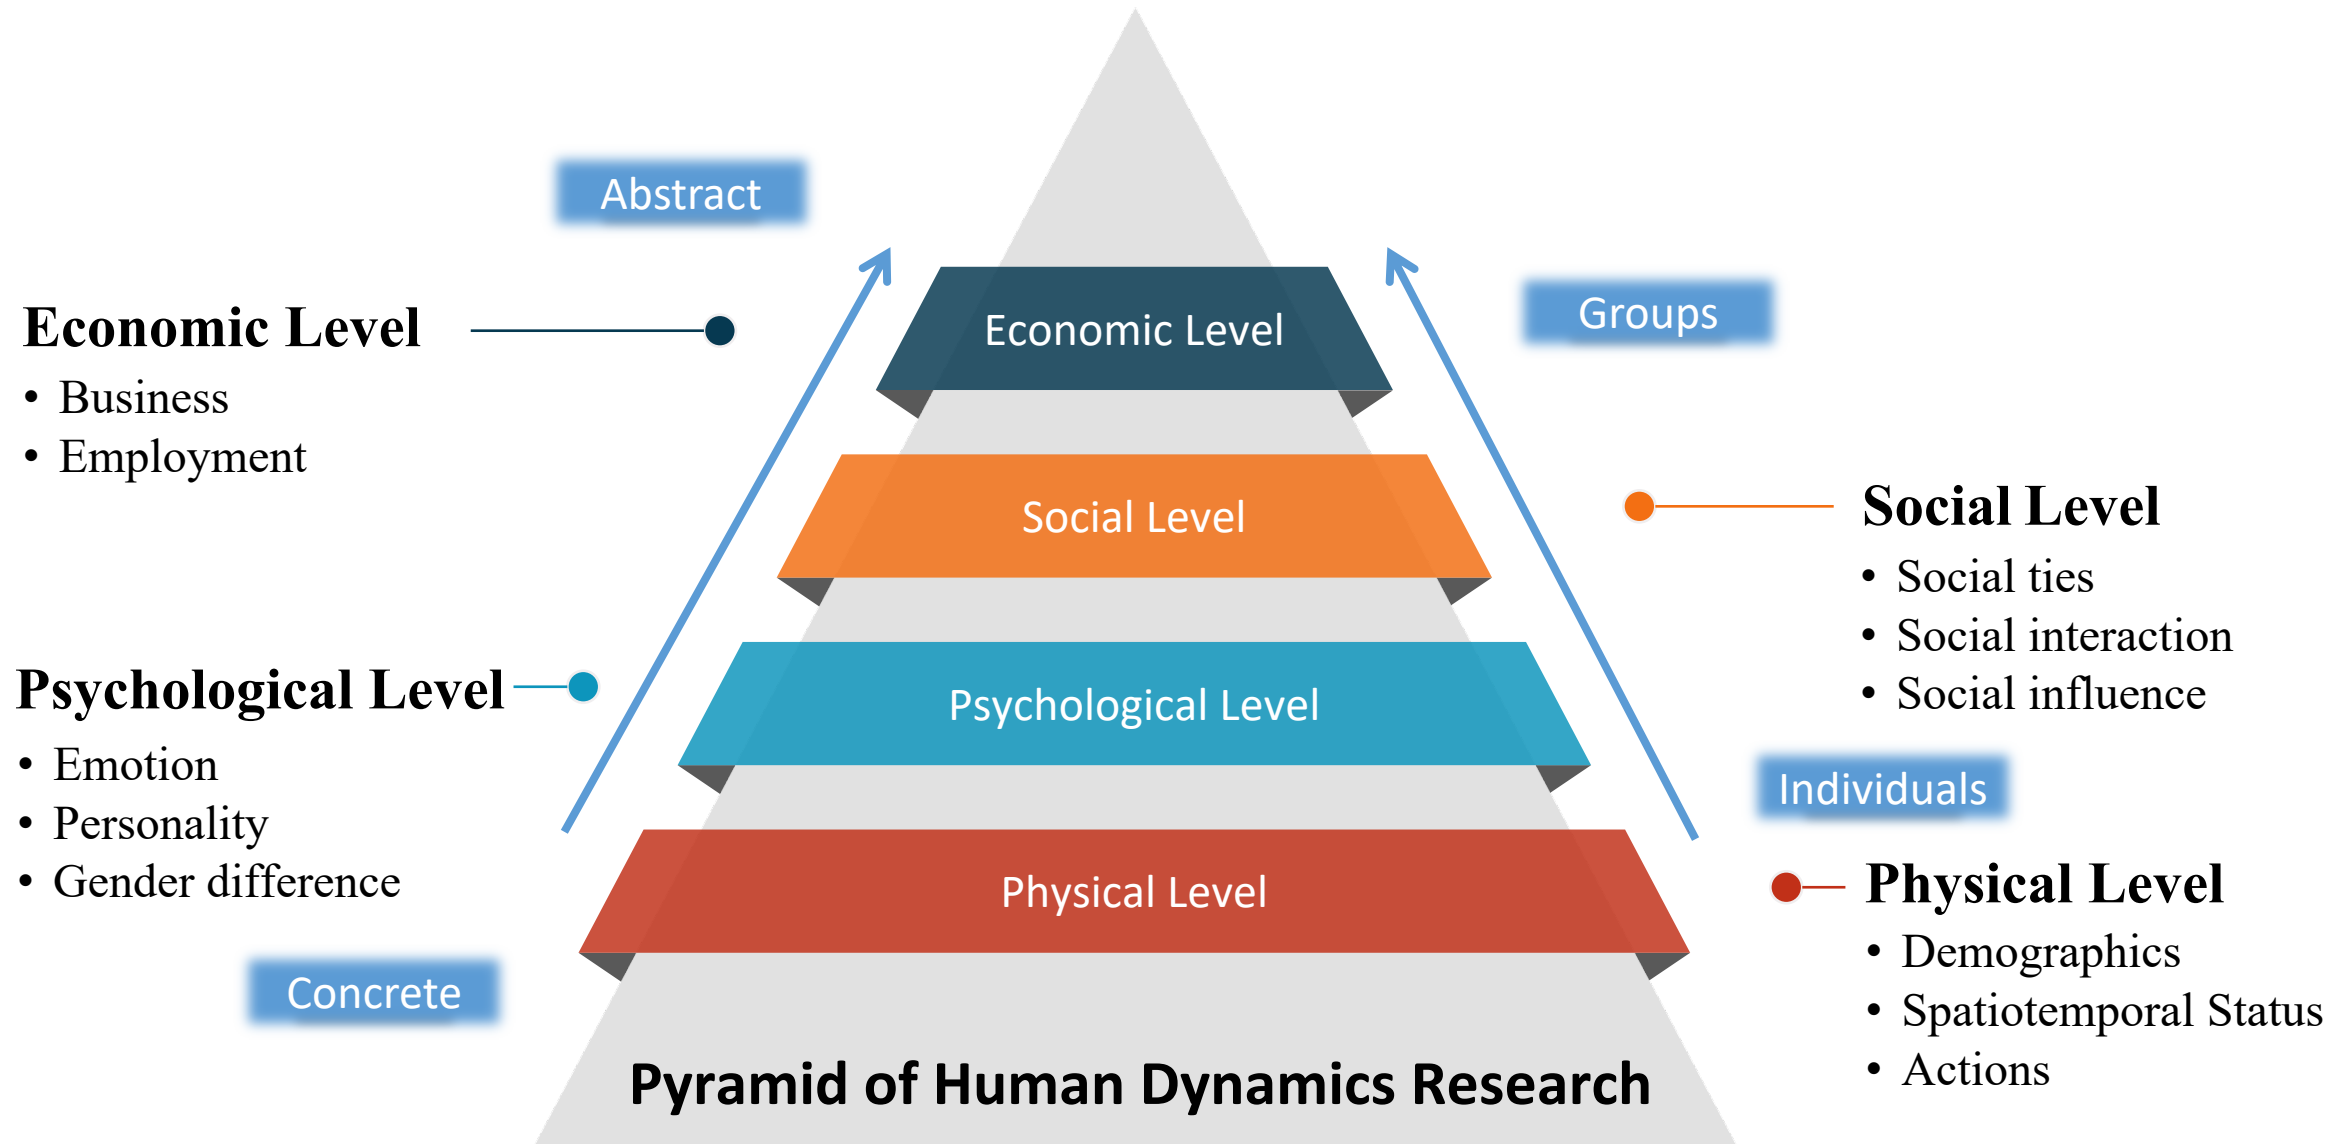 Abstract
Economic Level
• Business
• Employment
Psychological Level
• Emotion
• Personality
• Gender difference
Concrete
Economic Level
Social Level
Psychological Level
Physical Level
Pyramid of Human Dynamics Research
Groups
Social Level
• Social ties
• Social interaction
• Social influence
Individuals
Physical Level
• Demographics
• Spatiotemporal Status
• Actions